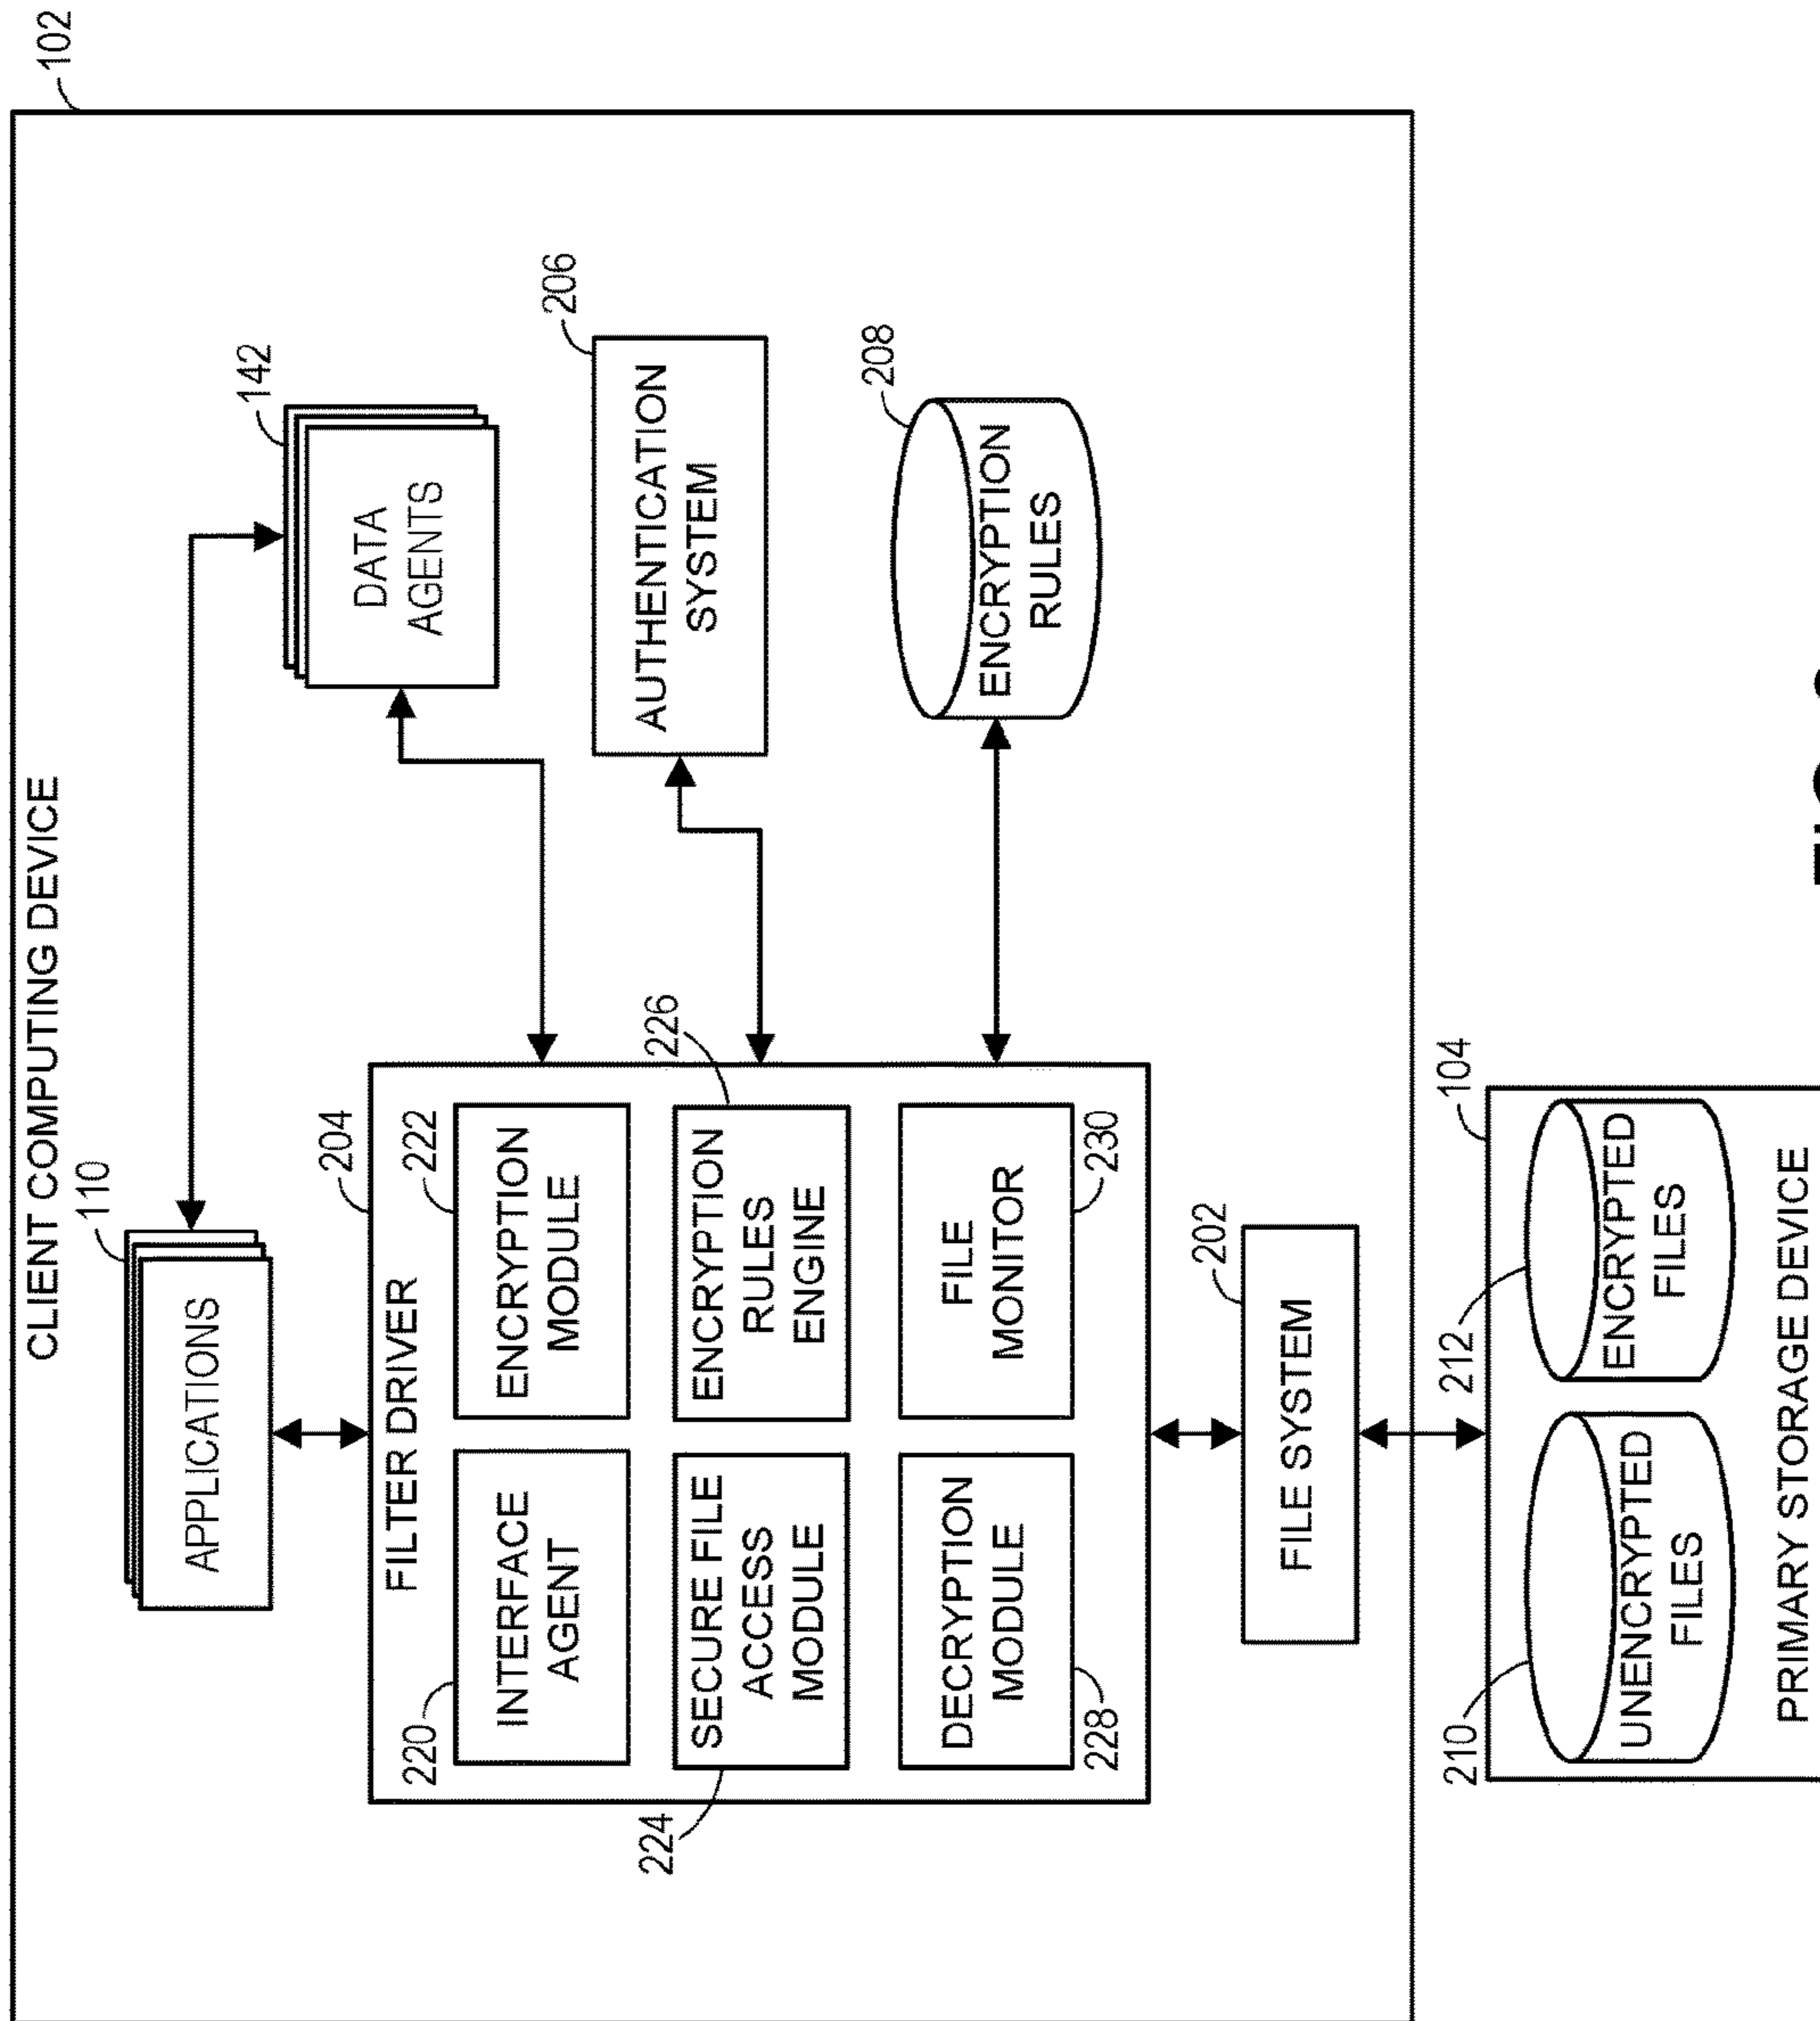 CLIENT COMPUTING DEVICE
102
110
APPLICATIONS
142
DATA
AGENTS
204
FILTER DRIVER
220
INTERFACE
AGENT
222
ENCRYPTION
MODULE
224
SECURE FILE
ACCESS
MODULE
226
ENCRYPTION
RULES
ENGINE
228
DECRYPTION
MODULE
230
FILE
MONITOR
206
AUTHENTICATION
SYSTEM
208
ENCRYPTION
RULES
202
FILE SYSTEM
104
210
UNENCRYPTED
FILES
212
ENCRYPTED
FILES
PRIMARY STORAGE DEVICE